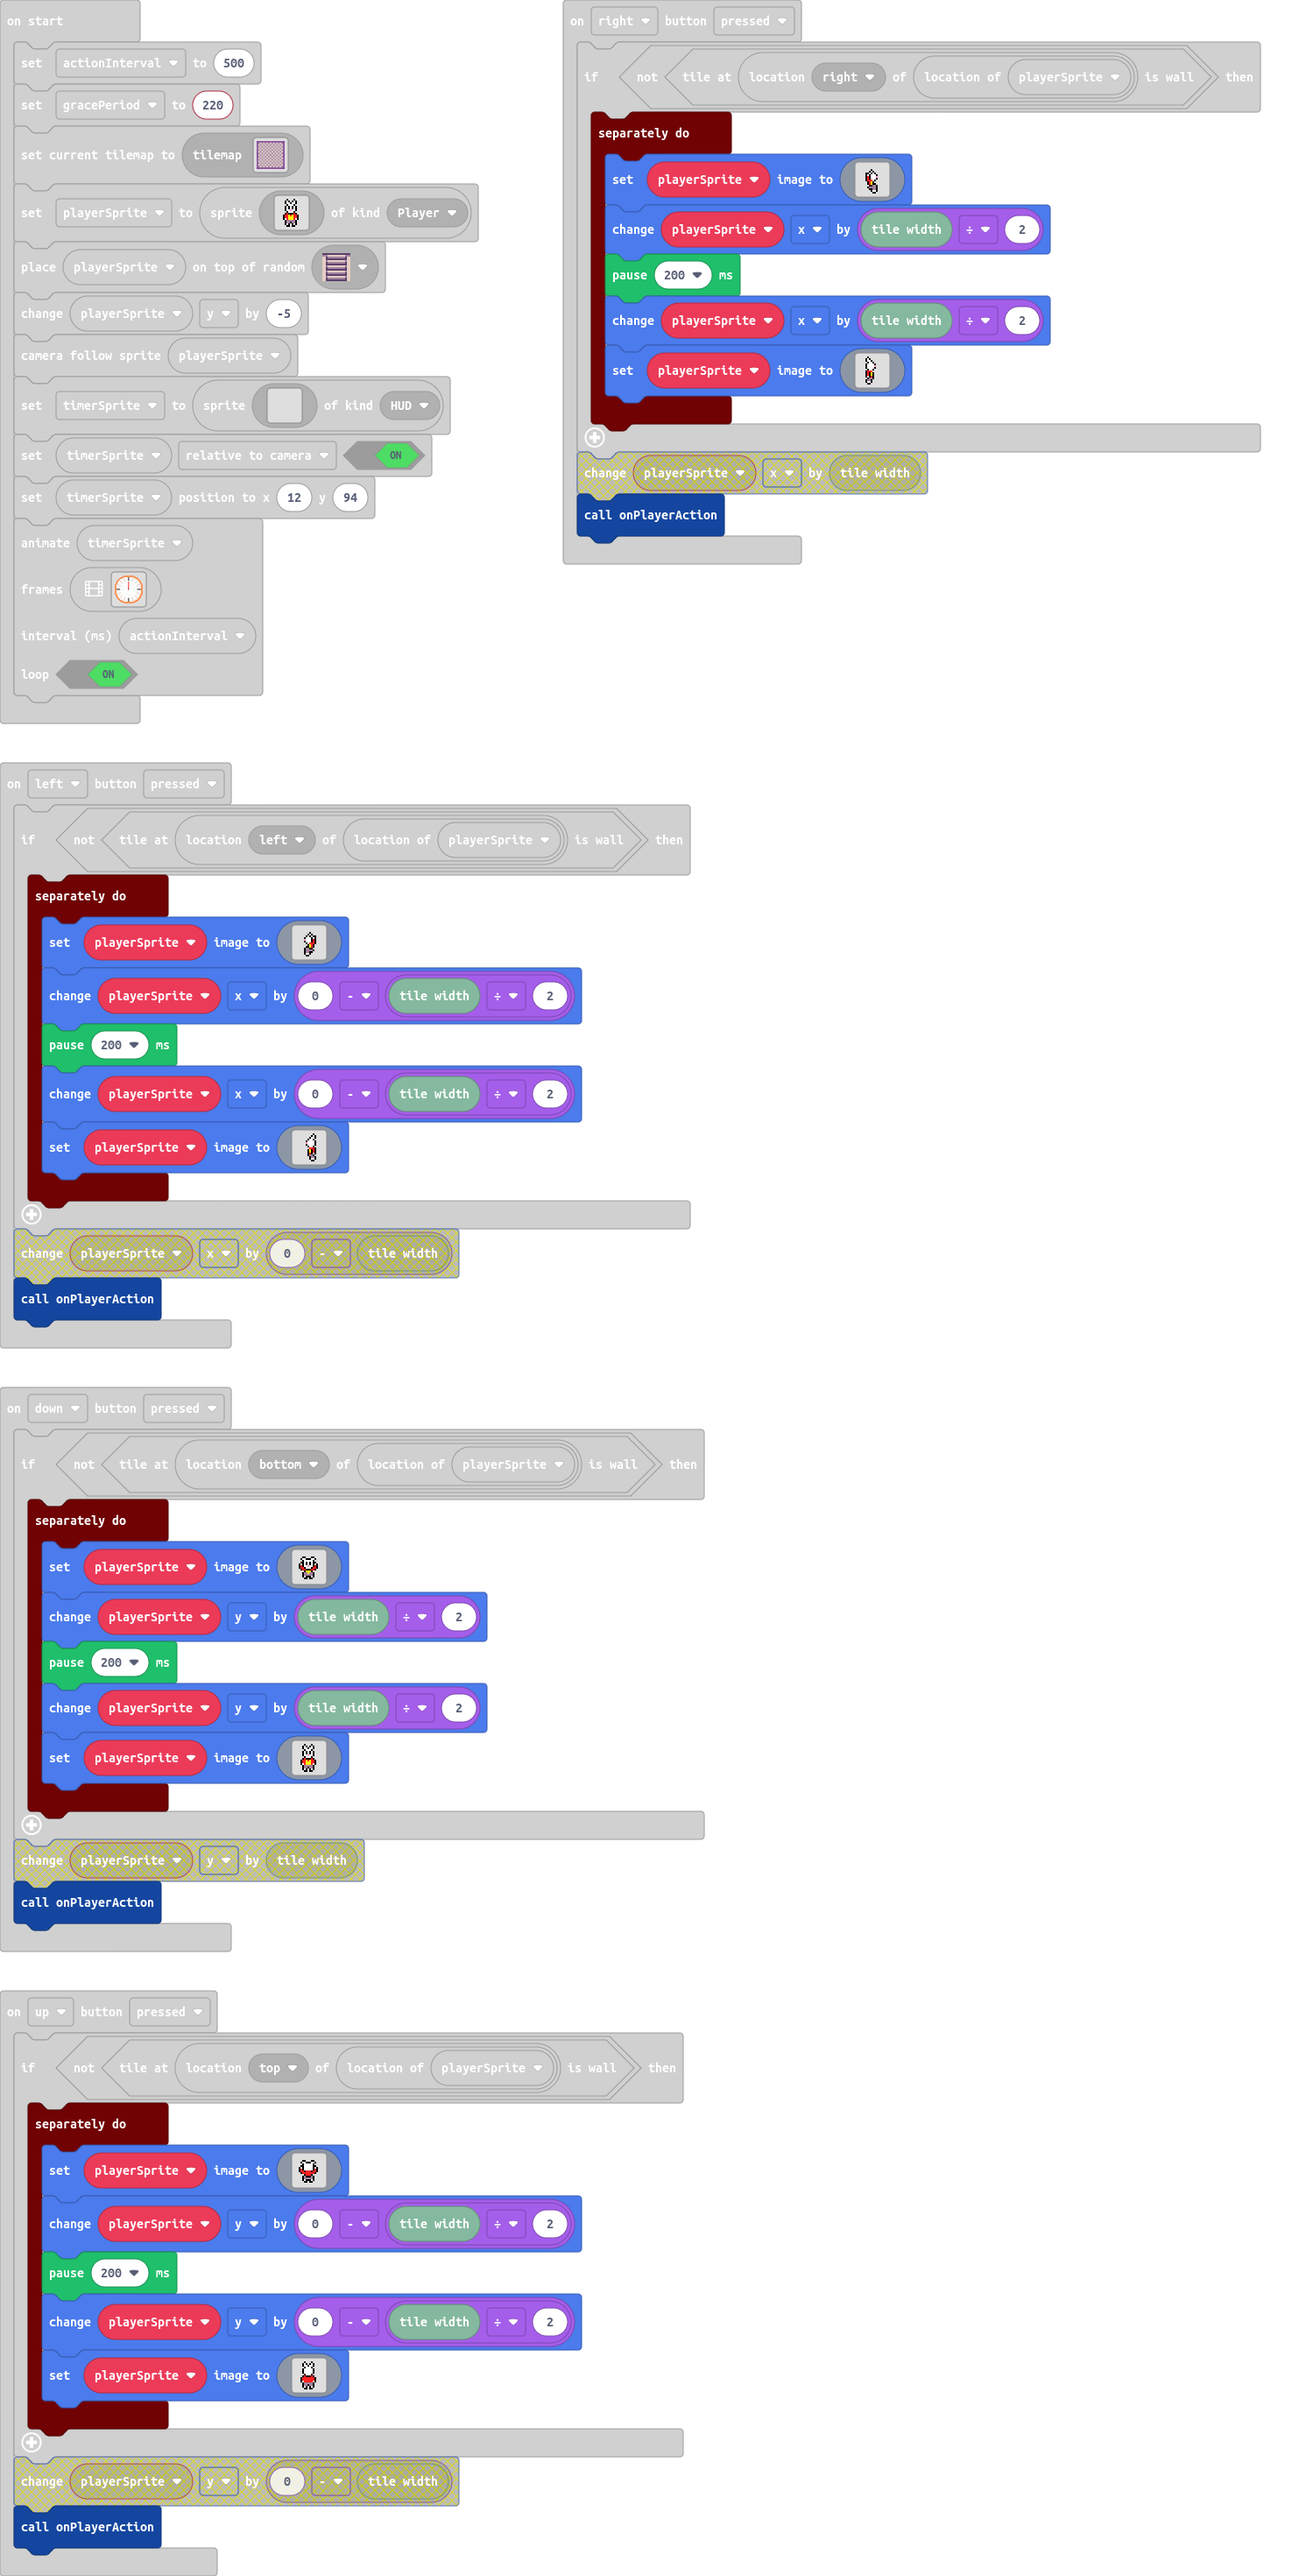 on start
set actionInterval to 500
set gracePeriod to 220
set current tilemap to tilemap
set playerSprite to sprite of kind Player
place playerSprite on top of random
change playerSprite y by -5
camera follow sprite playerSprite
set timerSprite to sprite of kind HUD
set timerSprite relative to camera ON
set timerSprite position to x 12 y 94
animate timerSprite
frames
interval (ms) actionInterval
loop ON
on right button pressed
if not tile at location right of location of playerSprite is wall then
separately do
set playerSprite image to
change playerSprite x by tile width ÷ 2
pause 200 ms
change playerSprite x by tile width ÷ 2
set playerSprite image to
change playerSprite x by tile width
call onPlayerAction
on left button pressed
if not tile at location left of location of playerSprite is wall then
separately do
set playerSprite image to
change playerSprite x by 0 - tile width ÷ 2
pause 200 ms
change playerSprite x by 0 - tile width ÷ 2
set playerSprite image to
change playerSprite x by 0 - tile width
call onPlayerAction
on down button pressed
if not tile at location bottom of location of playerSprite is wall then
separately do
set playerSprite image to
change playerSprite y by tile width ÷ 2
pause 200 ms
change playerSprite y by tile width ÷ 2
set playerSprite image to
change playerSprite y by tile width
call onPlayerAction
on up button pressed
if not tile at location top of location of playerSprite is wall then
separately do
set playerSprite image to
change playerSprite y by 0 - tile width ÷ 2
pause 200 ms
change playerSprite y by 0 - tile width ÷ 2
set playerSprite image to
change playerSprite y by 0 - tile width
call onPlayerAction